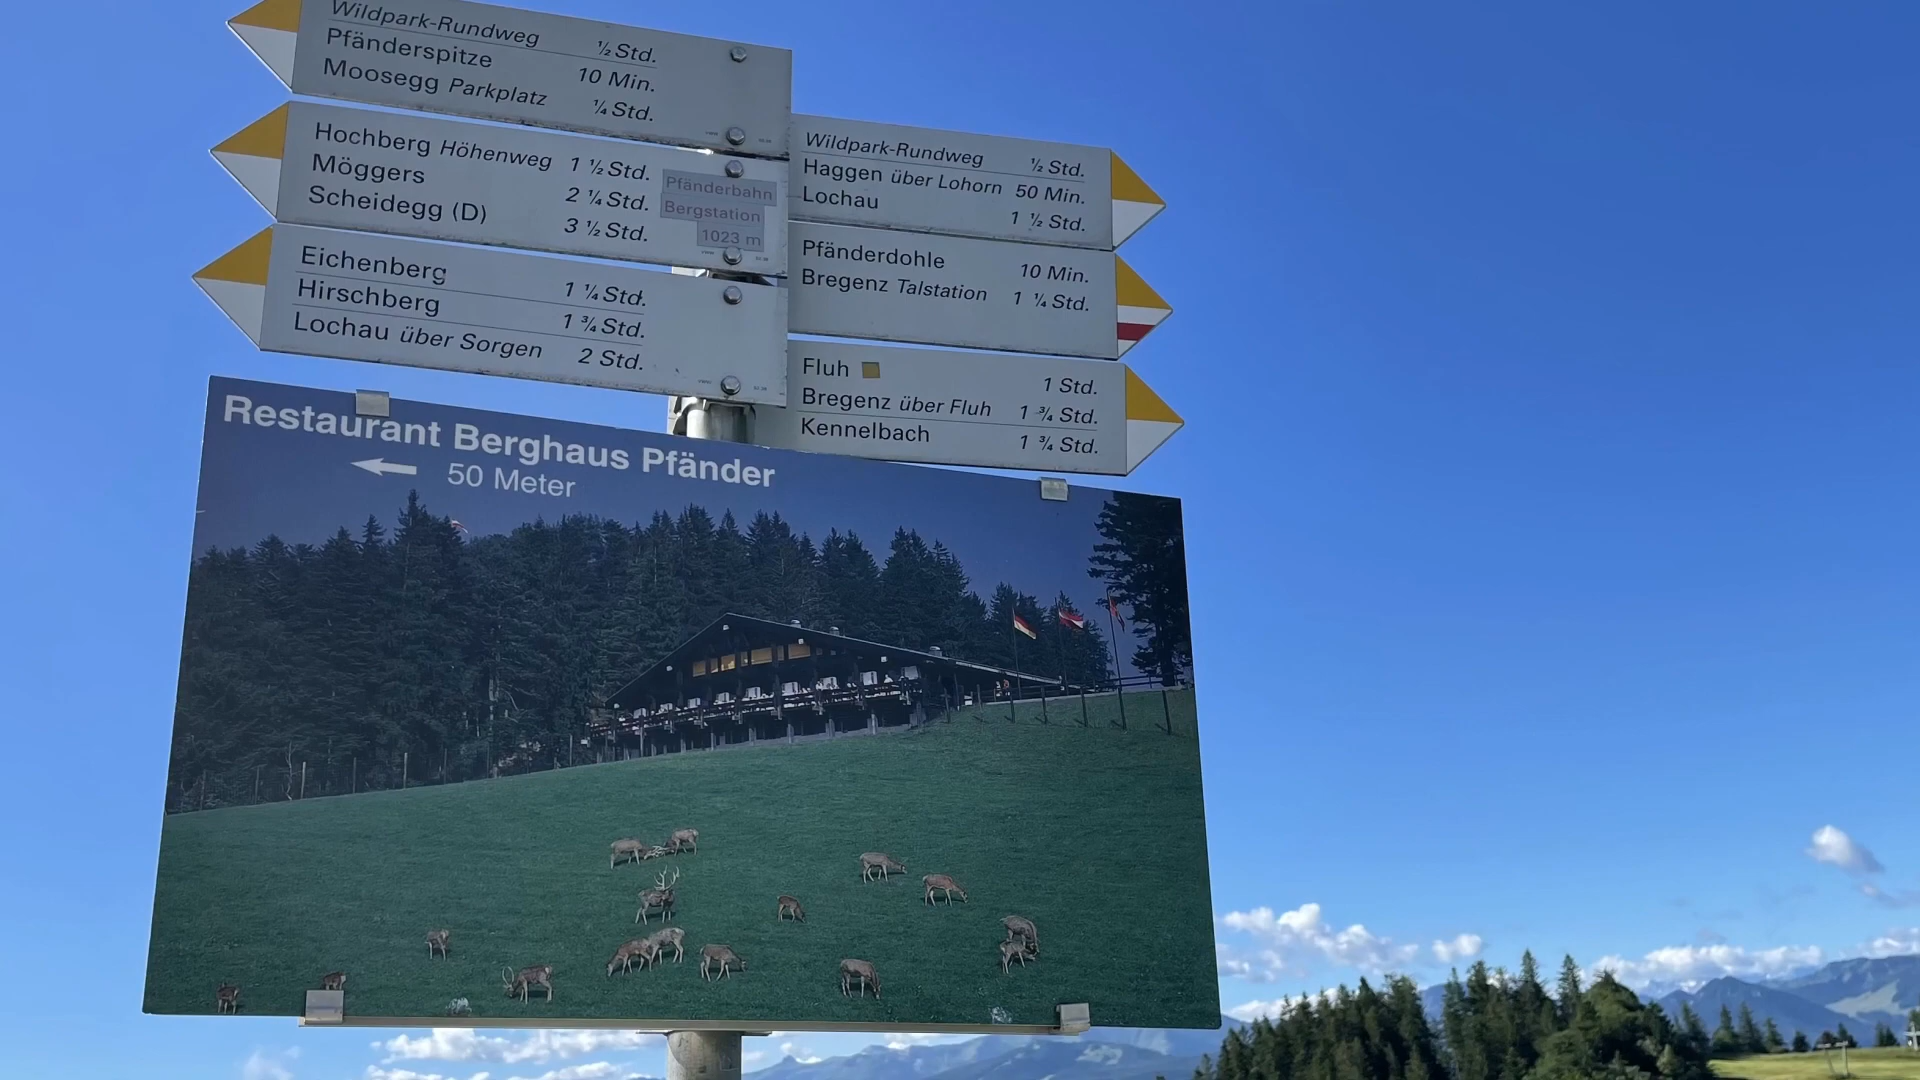 Wildpark-Rundweg ½ Std.
Pfänderspitze 10 Min.
Moosegg Parkplatz ¼ Std.
Hochberg Höhenweg 1 ½ Std.
Möggers 2 ¼ Std.
Scheidegg (D) 3 ½ Std.
Pfänderbahn
Bergstation
1023 m
Eichenberg 1 ¼ Std.
Hirschberg 1 ¾ Std.
Lochau über Sorgen 2 Std.
Wildpark-Rundweg ½ Std.
Haggen über Lohorn 50 Min.
Lochau 1 ½ Std.
Pfänderdohle 10 Min.
Bregenz Talstation 1 ¼ Std.
Fluh 1 Std.
Bregenz über Fluh 1 ¾ Std.
Kennelbach 1 ¾ Std.
Restaurant Berghaus Pfänder
50 Meter